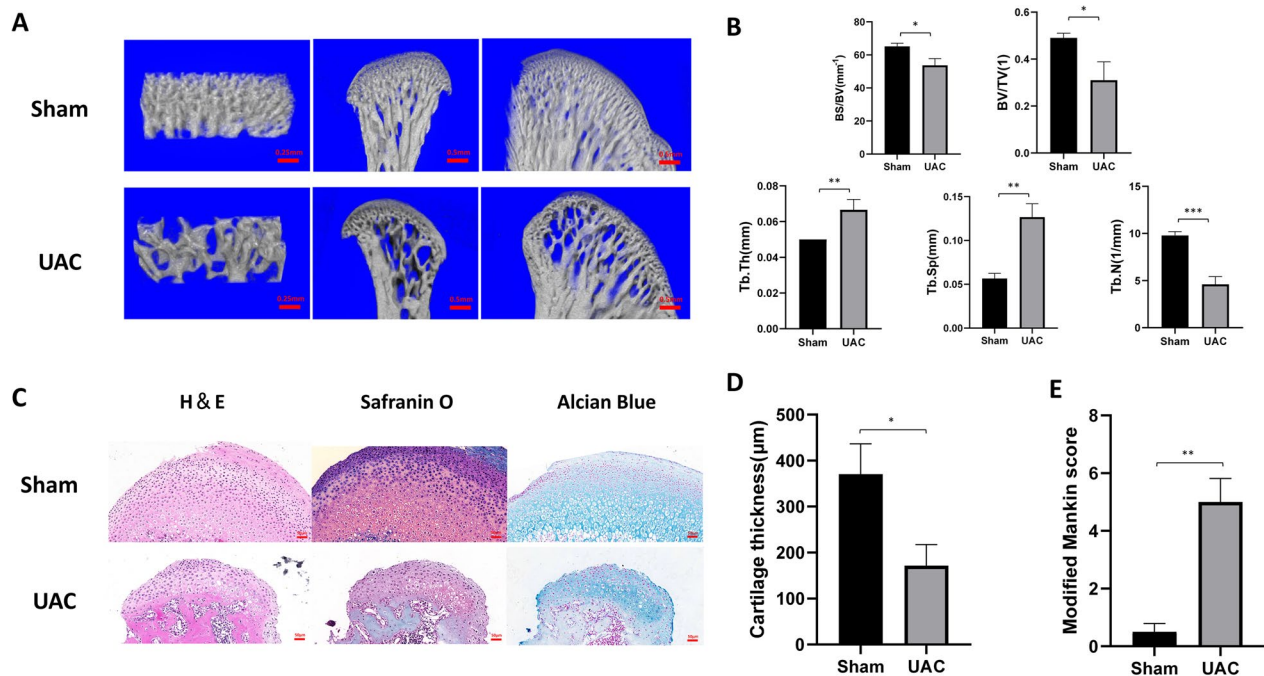 A
Sham
0.25mm
0.5mm
UAC
0.25mm
0.5mm
B
BS/BV(mm-1)
80
60
40
20
0
*
Sham
UAC
BV/TV(1)
0.6
0.4
0.2
0.0
*
Sham
UAC
Tb.Th(mm)
0.08
0.06
0.04
0.02
0.00
**
Sham
UAC
Tb.Sp(mm)
0.15
0.10
0.05
0.00
**
Sham
UAC
Tb.N(1/mm)
15
10
5
0
***
Sham
UAC
C
H & E
Safranin O
Alcian Blue
Sham
UAC
50μm
50μm
50μm
D
Cartilage thickness(μm)
500
400
300
200
100
0
*
Sham
UAC
E
Modified Mankin score
8
6
4
2
0
**
Sham
UAC